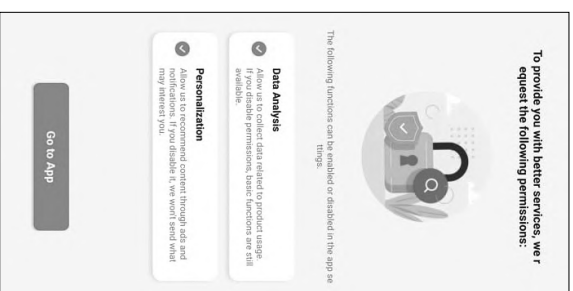 To provide you with better services, we r
equest the following permissions:
The following functions can be enabled or disabled in the app se
ttings.
Data Analysis
Allow us to collect data related to product usage.
If you disable permissions, basic functions are still
available.
Personalization
Allow us to recommend content through ads and
notifications. If you disable it, we won't send what
may interest you.
Go to App